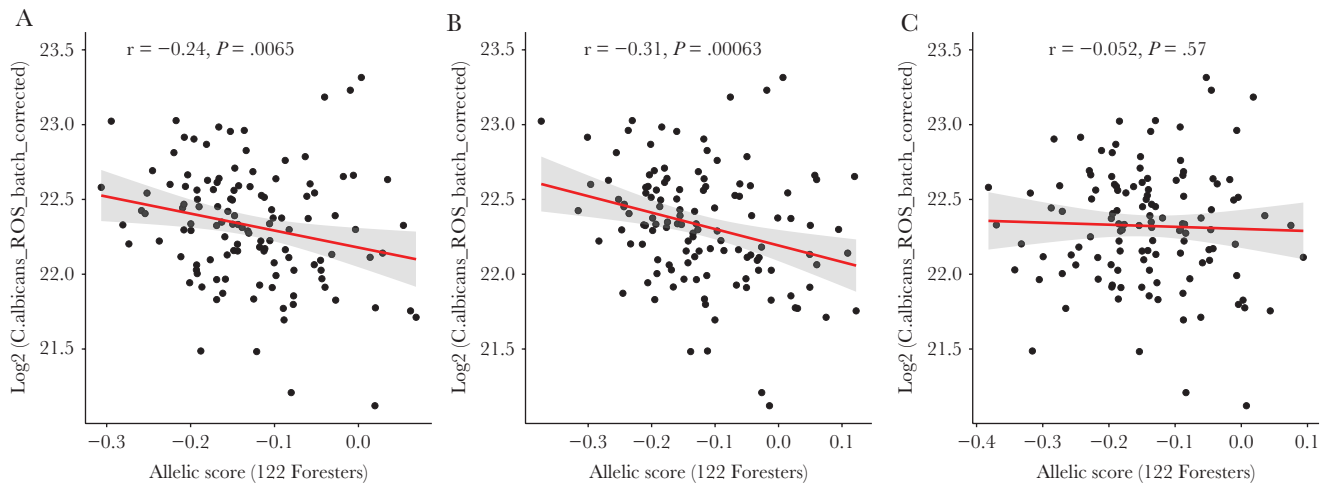 A
r = −0.24, P = .0065
Log2 (C.albicans_ROS_batch_corrected)
23.5
23.0
22.5
22.0
21.5
−0.3
−0.2
−0.1
0.0
Allelic score (122 Foresters)
B
r = −0.31, P = .00063
Log2 (C.albicans_ROS_batch_corrected)
23.5
23.0
22.5
22.0
21.5
−0.3
−0.2
−0.1
0.0
0.1
Allelic score (122 Foresters)
C
r = −0.052, P = .57
Log2 (C.albicans_ROS_batch_corrected)
23.5
23.0
22.5
22.0
21.5
−0.4
−0.3
−0.2
−0.1
0.0
0.1
Allelic score (122 Foresters)